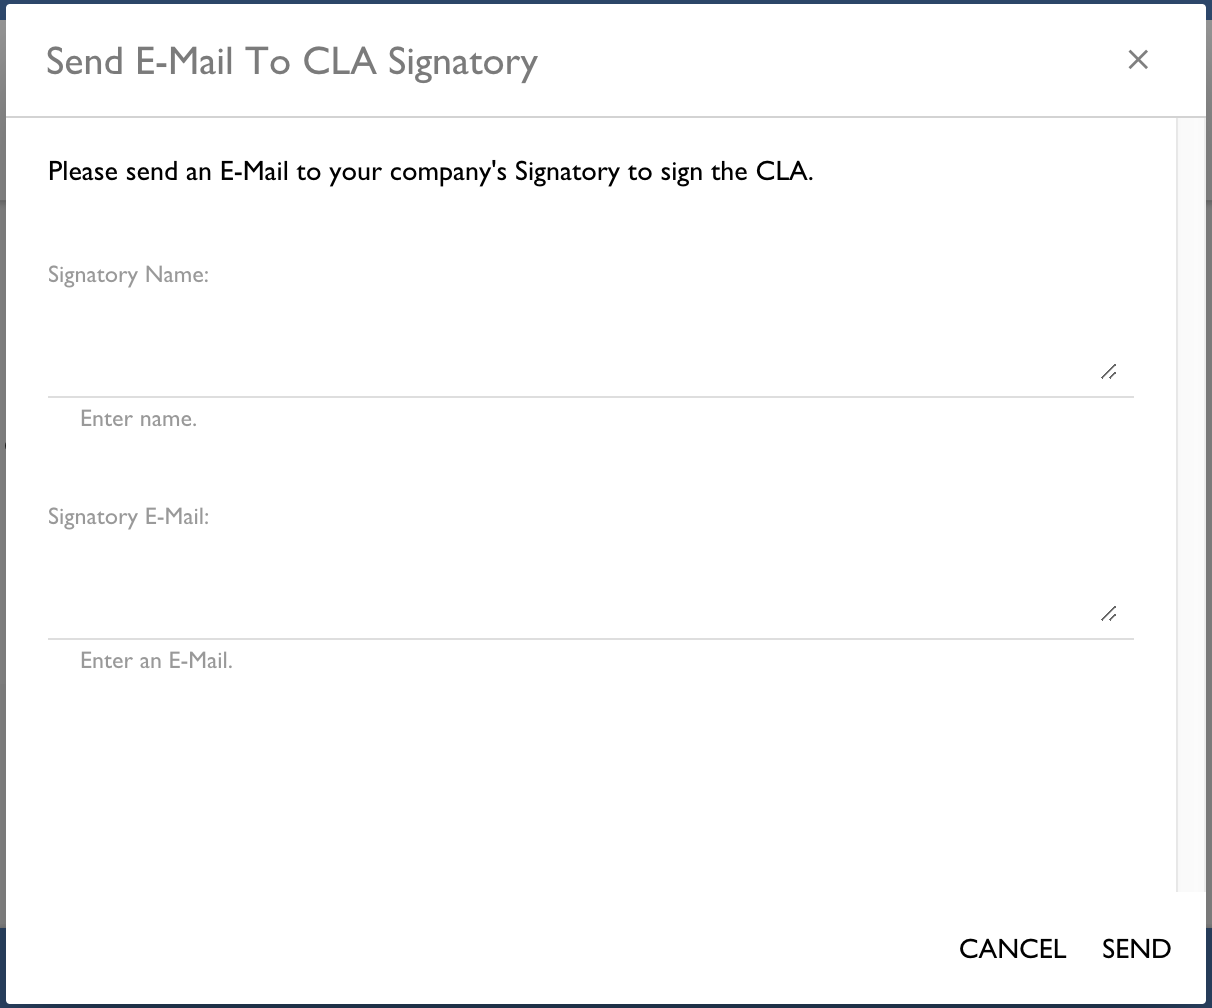 Send E-Mail To CLA Signatory
Please send an E-Mail to your company's Signatory to sign the CLA.
Signatory Name:
Enter name.
Signatory E-Mail:
Enter an E-Mail.
CANCEL SEND